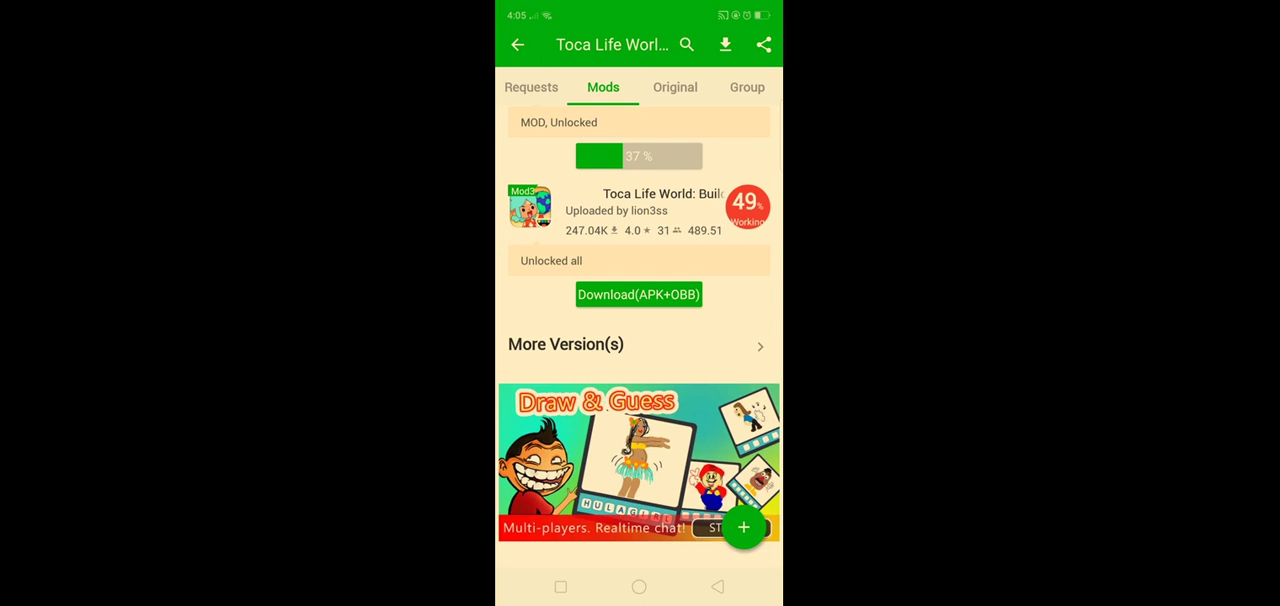 4:05
Toca Life Worl...
Requests Mods Original Group
MOD, Unlocked
37 %
Mod3
Toca Life World: Buil
49%
Working
Uploaded by lion3ss
247.04K 4.0 31 489.51
Unlocked all
Download(APK+OBB)
More Version(s)
Draw & Guess
HULAGIRL
Multi-players. Realtime chat! ST
+